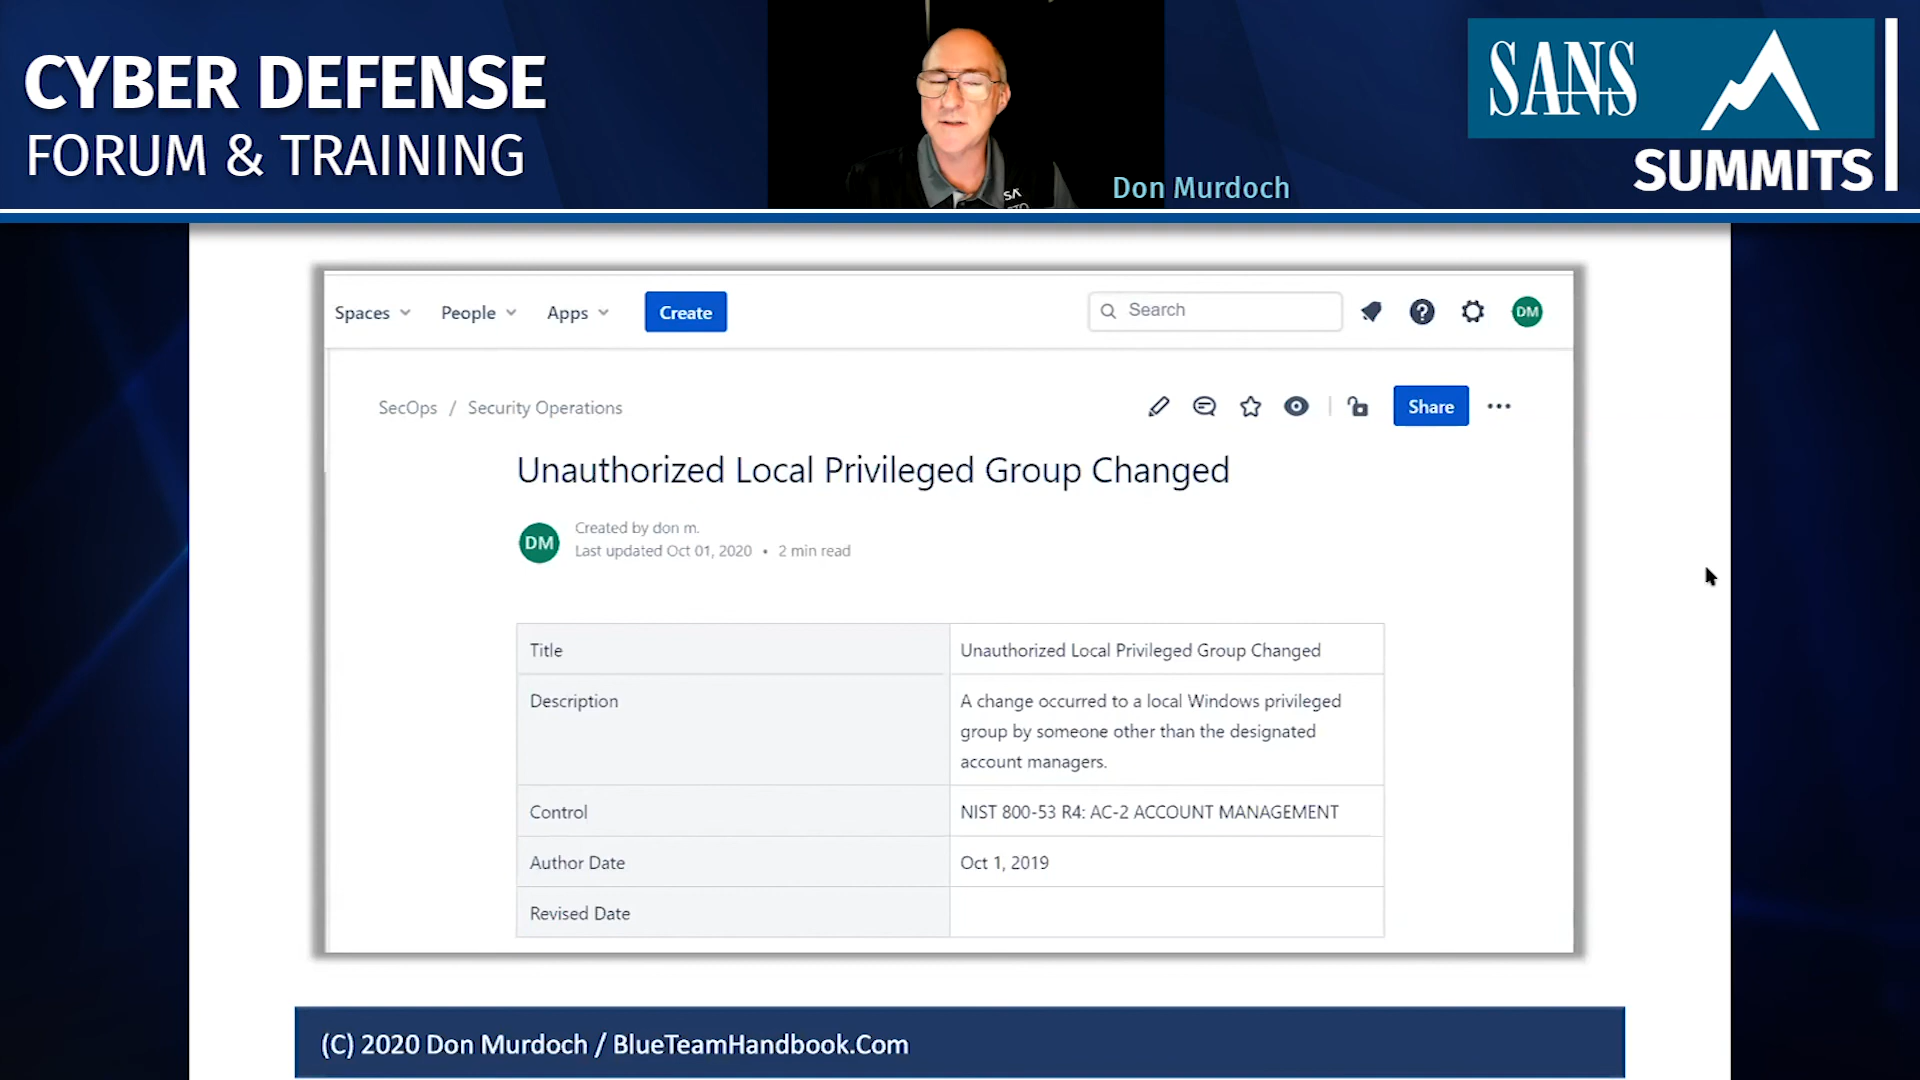 CYBER DEFENSE
FORUM & TRAINING
Don Murdoch
SANS
SUMMITS
Spaces People Apps Create Search DM
SecOps / Security Operations Share
Unauthorized Local Privileged Group Changed
DM
Created by don m.
Last updated Oct 01, 2020 • 2 min read
Title Unauthorized Local Privileged Group Changed
Description A change occurred to a local Windows privileged
group by someone other than the designated
account managers.
Control NIST 800-53 R4: AC-2 ACCOUNT MANAGEMENT
Author Date Oct 1, 2019
Revised Date
(C) 2020 Don Murdoch / BlueTeamHandbook.Com